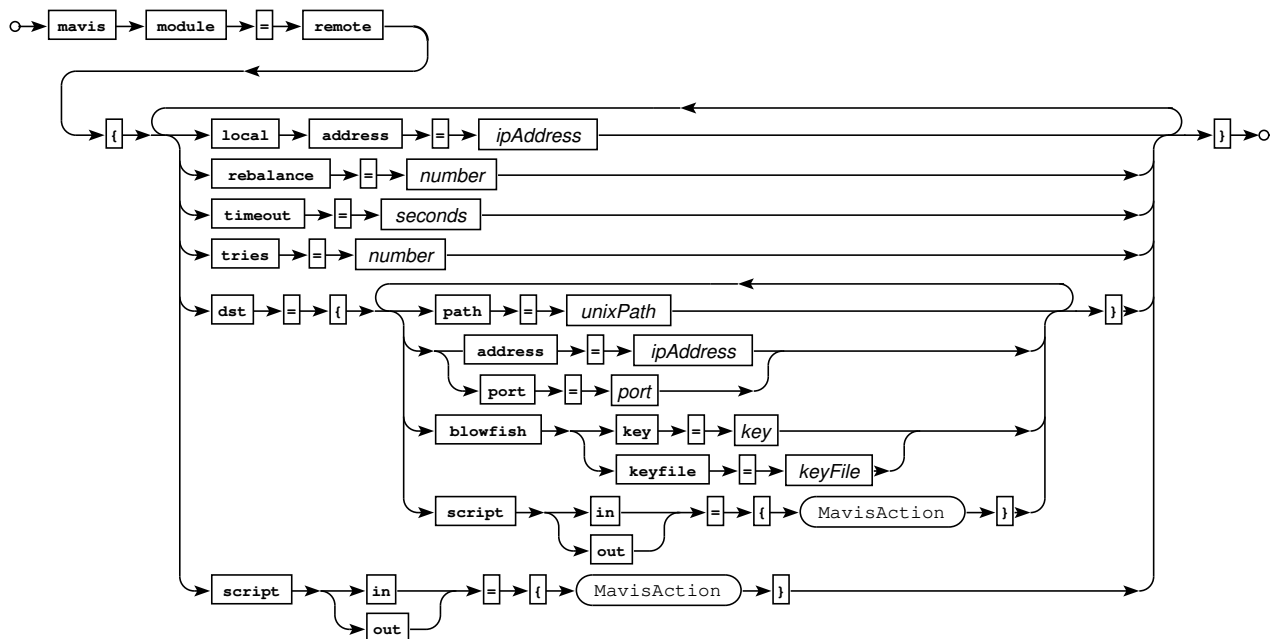 mavis module = remote
{ local address = ipAddress }
rebalance = number
timeout = seconds
tries = number
dst = { path = unixPath }
address = ipAddress
port = port
blowfish key = key
keyfile = keyFile
script in = { MavisAction }
out
script in = { MavisAction }
out